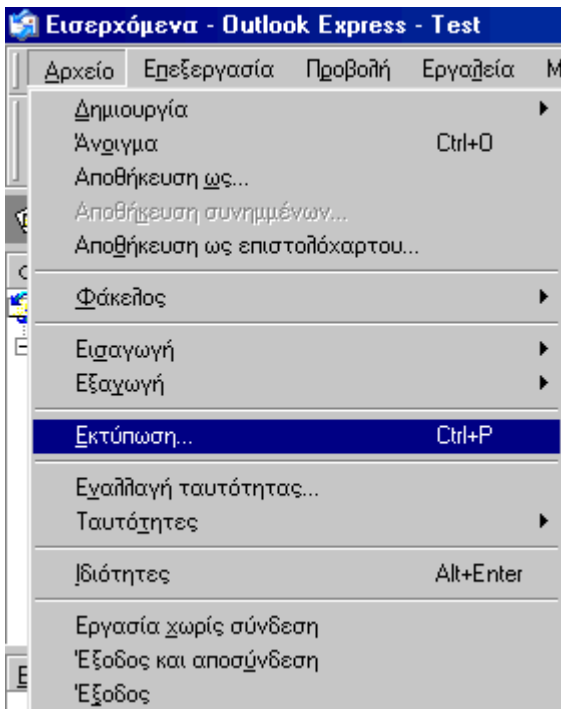 Εισερχόμενα - Outlook Express - Test
Αρχείο Επεξεργασία Προβολή Εργαλεία
Δημιουργία
Άνοιγμα Ctrl+O
Αποθήκευση ως...
Αποθήκευση συνημμένων...
Αποθήκευση ως επιστολόχαρτου...
Φάκελος
Εισαγωγή
Εξαγωγή
Εκτύπωση... Ctrl+P
Εναλλαγή ταυτότητας...
Ταυτότητες
Ιδιότητες Alt+Enter
Εργασία χωρίς σύνδεση
Έξοδος και αποσύνδεση
Έξοδος